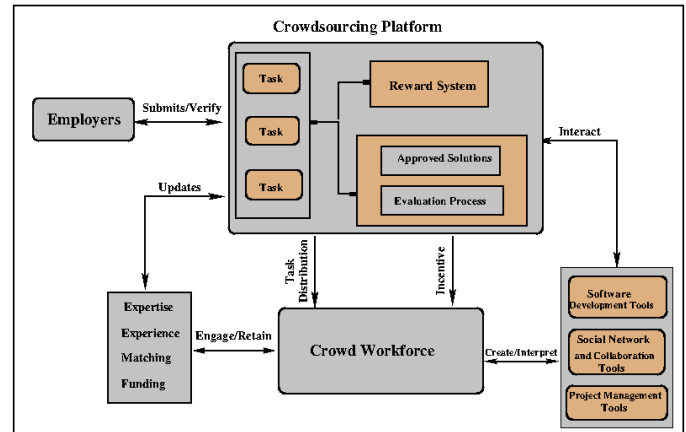 Crowdsourcing Platform
Task
Task
Task
Reward System
Approved Solutions
Evaluation Process
Employers
Submits/Verify
Interact
Updates
Task
Distribution
Incentive
Expertise
Experience
Matching
Funding
Engage/Retain
Crowd Workforce
Create/Interpret
Software
Development Tools
Social Network
and Collaboration
Tools
Project Management
Tools